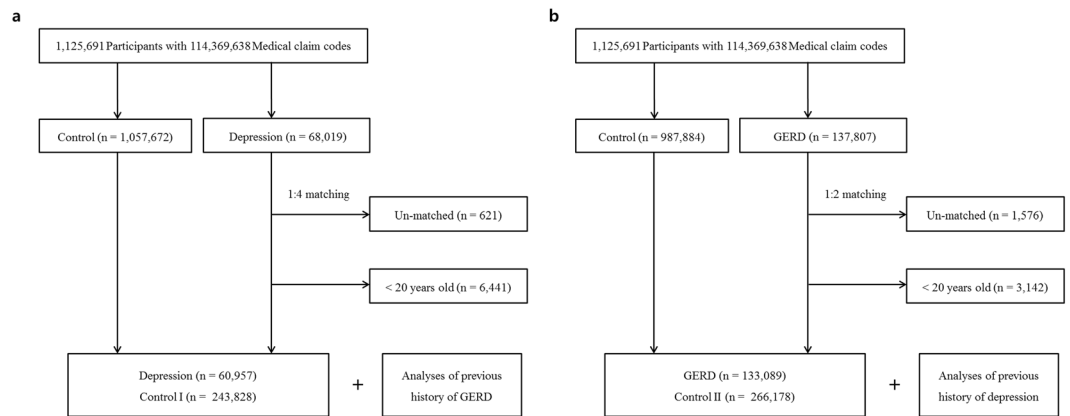 a
1,125,691 Participants with 114,369,638 Medical claim codes
Control (n = 1,057,672)
Depression (n = 68,019)
1:4 matching
Un-matched (n = 621)
< 20 years old (n = 6,441)
Depression (n = 60,957)
Control I (n = 243,828)
+
Analyses of previous
history of GERD
b
1,125,691 Participants with 114,369,638 Medical claim codes
Control (n = 987,884)
GERD (n = 137,807)
1:2 matching
Un-matched (n = 1,576)
< 20 years old (n = 3,142)
GERD (n = 133,089)
Control II (n = 266,178)
+
Analyses of previous
history of depression